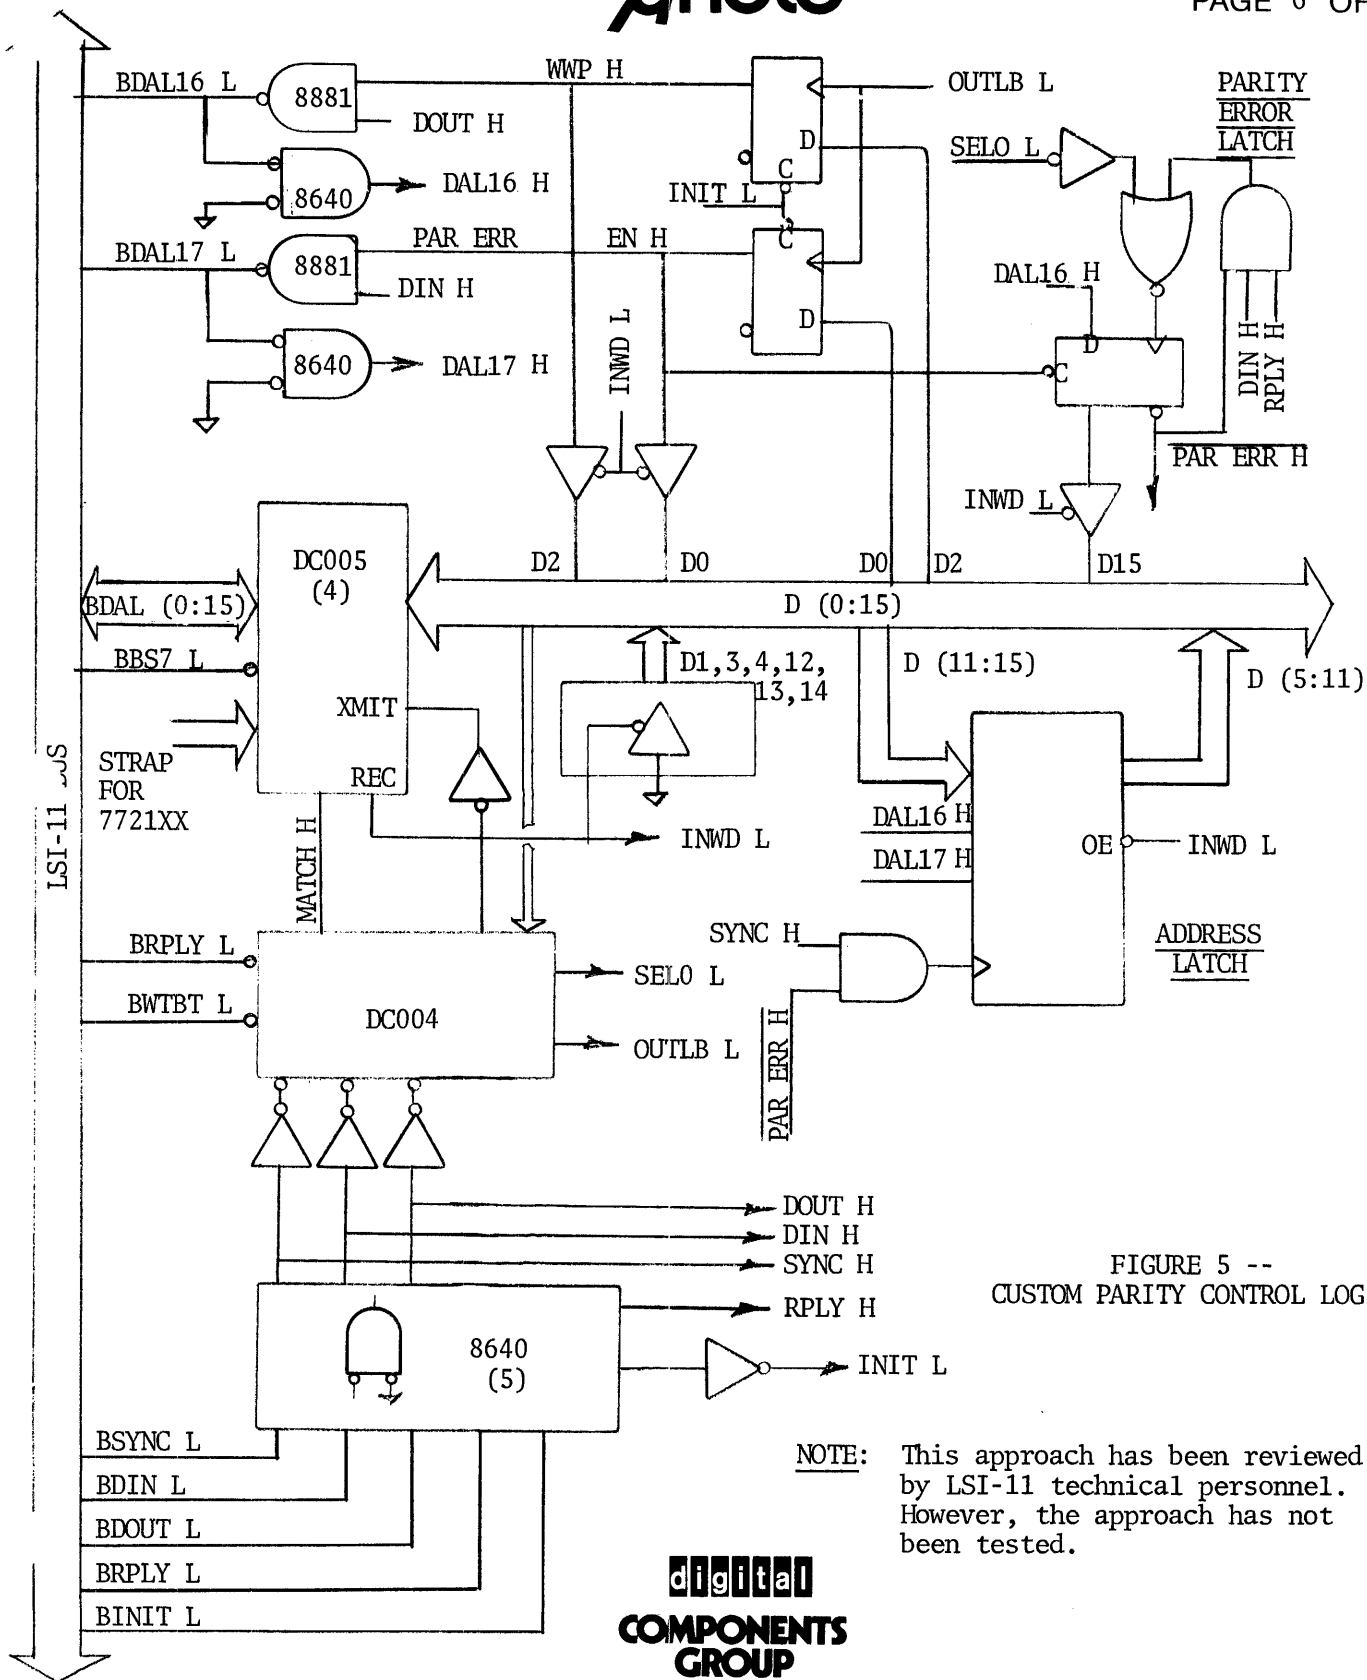 µnote
PAGE 6 OF
BDAL16 L
8881
WWP H
OUTLB L
PARITY
ERROR
LATCH
DOUT H
D
SEL0 L
8640
DAL16 H
C
INIT L
BDAL17 L
8881
PAR ERR
EN H
C
DAL16 H
DIN H
D
8640
DAL17 H
INWD L
D
C
DIN H
RPLY H
PAR ERR H
INWD L
DC005
(4)
D2
D0
D0
D2
D15
BDAL (0:15)
D (0:15)
BBS7 L
D1,3,4,12,
13,14
D (11:15)
D (5:11)
XMIT
STRAP
FOR
7721XX
REC
LSI-11
MATCH H
INWD L
DAL16 H
DAL17 H
OE
INWD L
BRPLY L
SYNC H
ADDRESS
LATCH
SEL0 L
BWTBT L
DC004
OUTLB L
PAR ERR H
DOUT H
DIN H
SYNC H
RPLY H
FIGURE 5 --
CUSTOM PARITY CONTROL LOG
8640
(5)
INIT L
BSYNC L
BDIN L
BDOUT L
BRPLY L
BINIT L
NOTE: This approach has been reviewed
by LSI-11 technical personnel.
However, the approach has not
been tested.
digital
COMPONENTS
GROUP